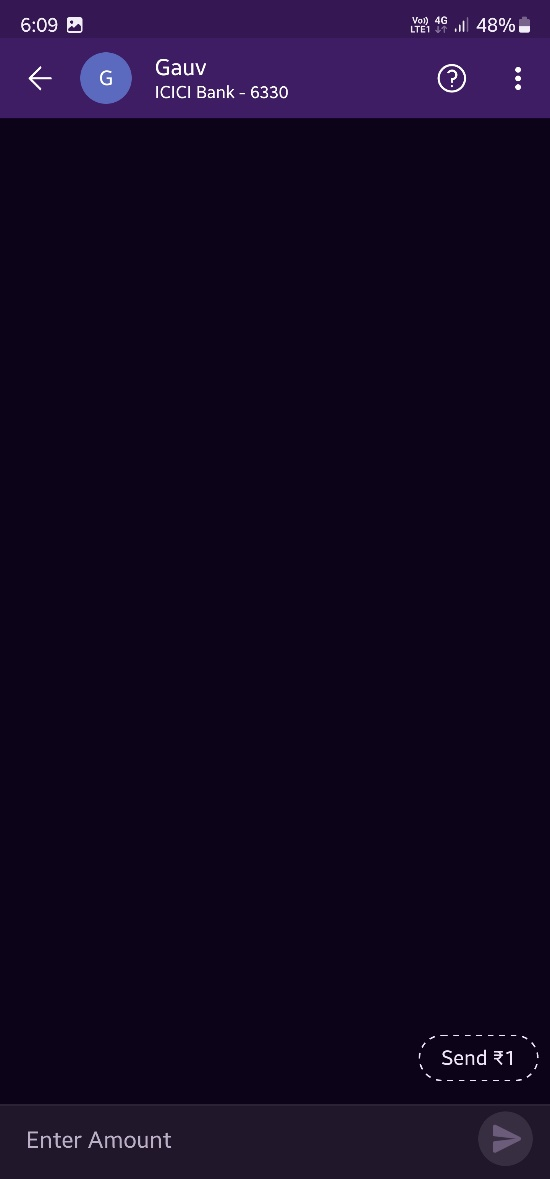 6:09
Vo)) 4G
LTE1
48%
G
Gauv
ICICI Bank - 6330
?
Send ₹1
Enter Amount